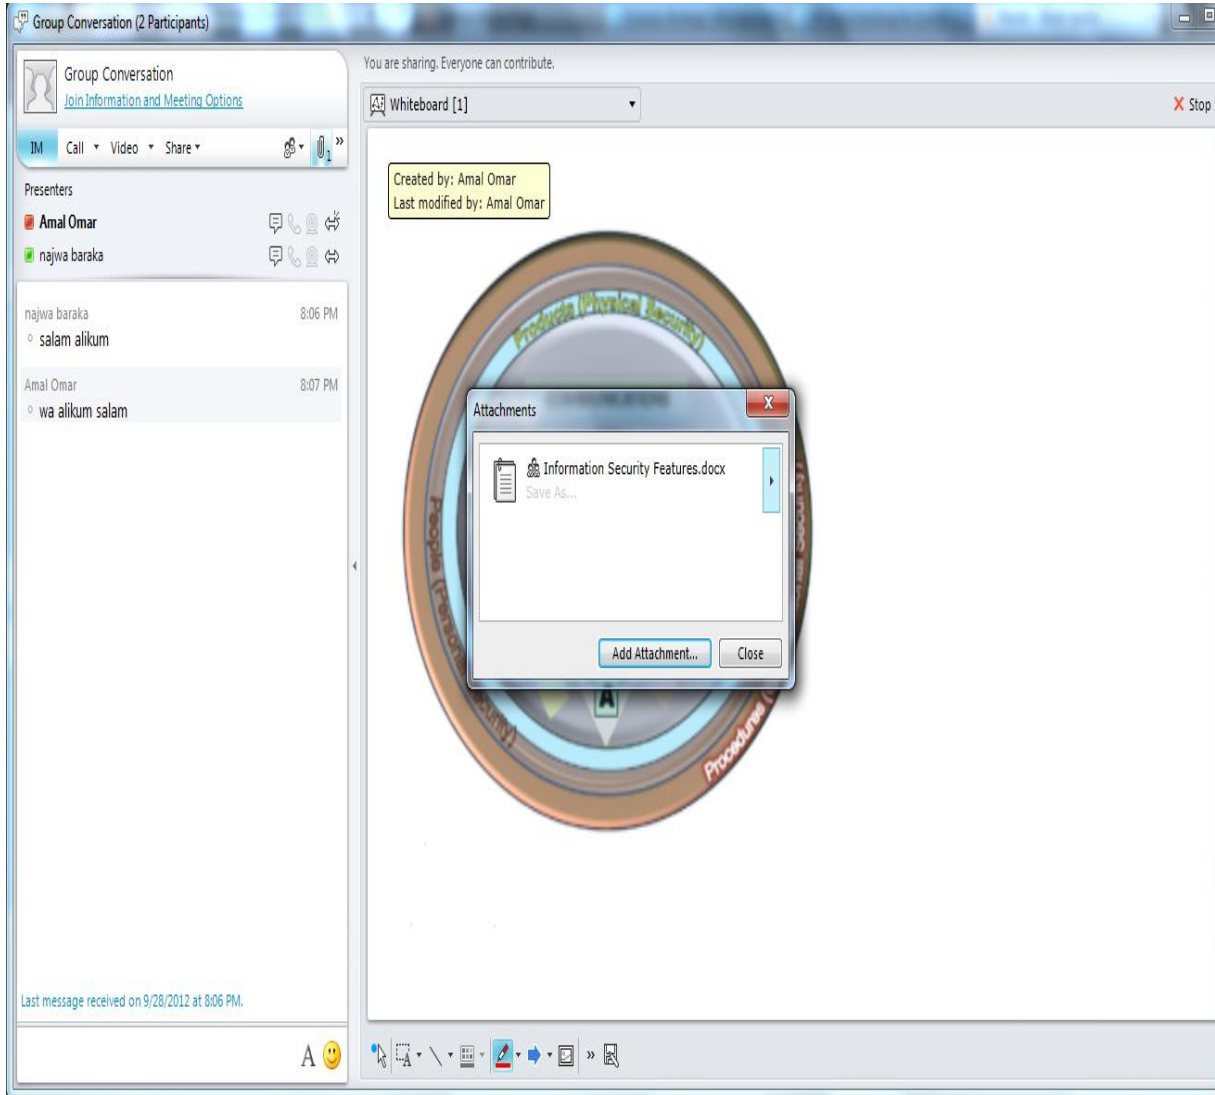 Group Conversation (2 Participants)
Group Conversation
Join Information and Meeting Options
IM Call Video Share 1 »
Presenters
Amal Omar
najwa baraka
najwa baraka 8:06 PM
salam alikum
Amal Omar 8:07 PM
wa alikum salam
Last message received on 9/28/2012 at 8:06 PM.
A
You are sharing. Everyone can contribute.
Whiteboard [1]
X Stop
Created by: Amal Omar
Last modified by: Amal Omar
Products (Physical Security)
People (Person
curity)
Procedures (
Security)
Attachments
Information Security Features.docx
Save As...
Add Attachment... Close
A
A »